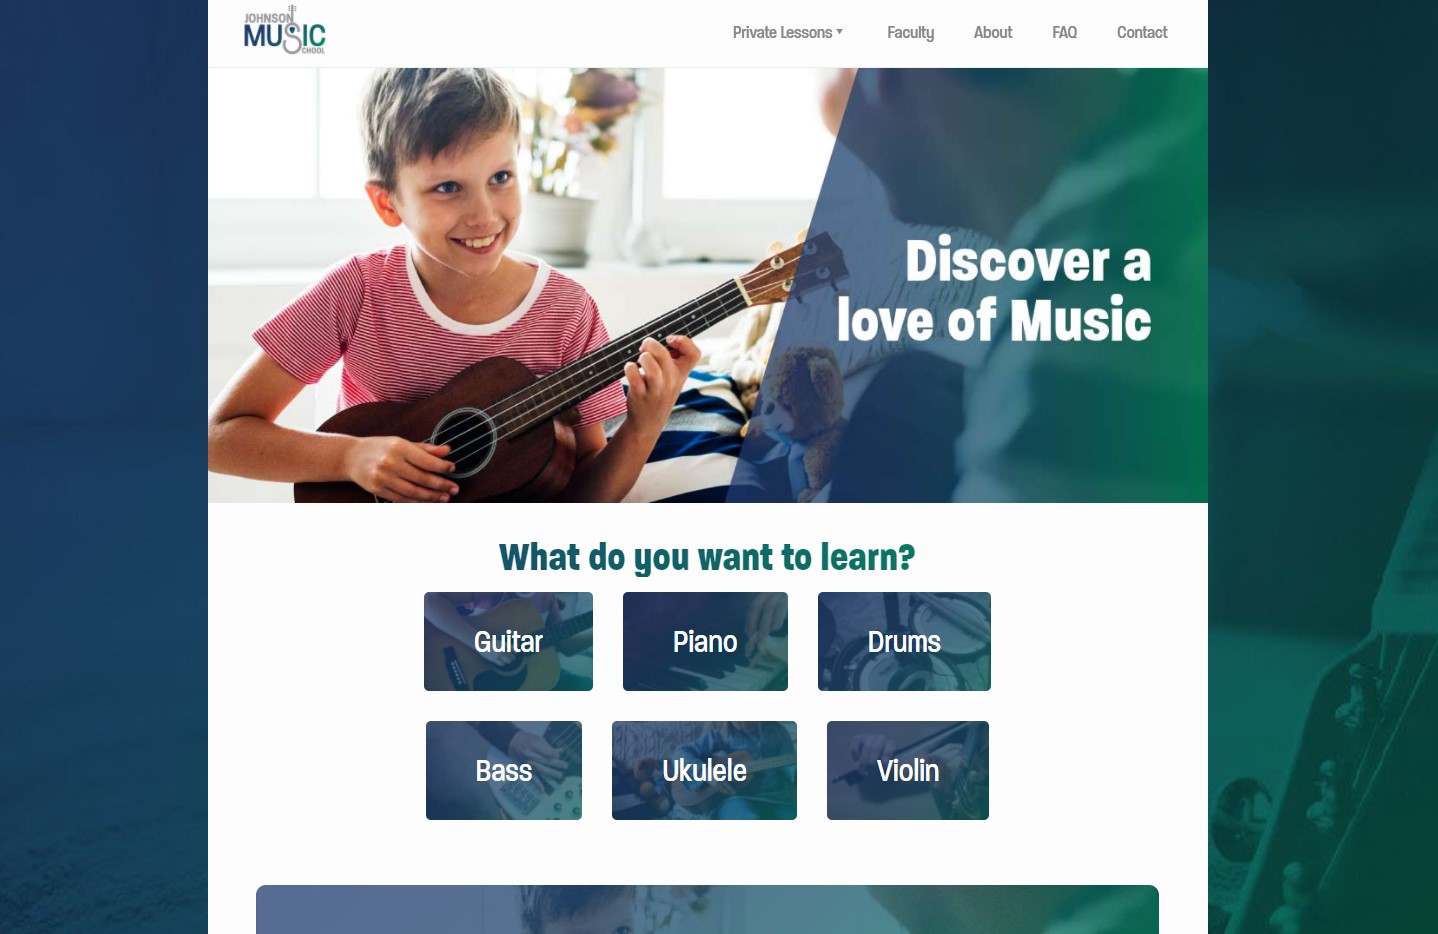 JOHNSON
MUSIC
SCHOOL
Private Lessons
Faculty
About
FAQ
Contact
Discover a
love of Music
What do you want to learn?
Guitar
Piano
Drums
Bass
Ukulele
Violin